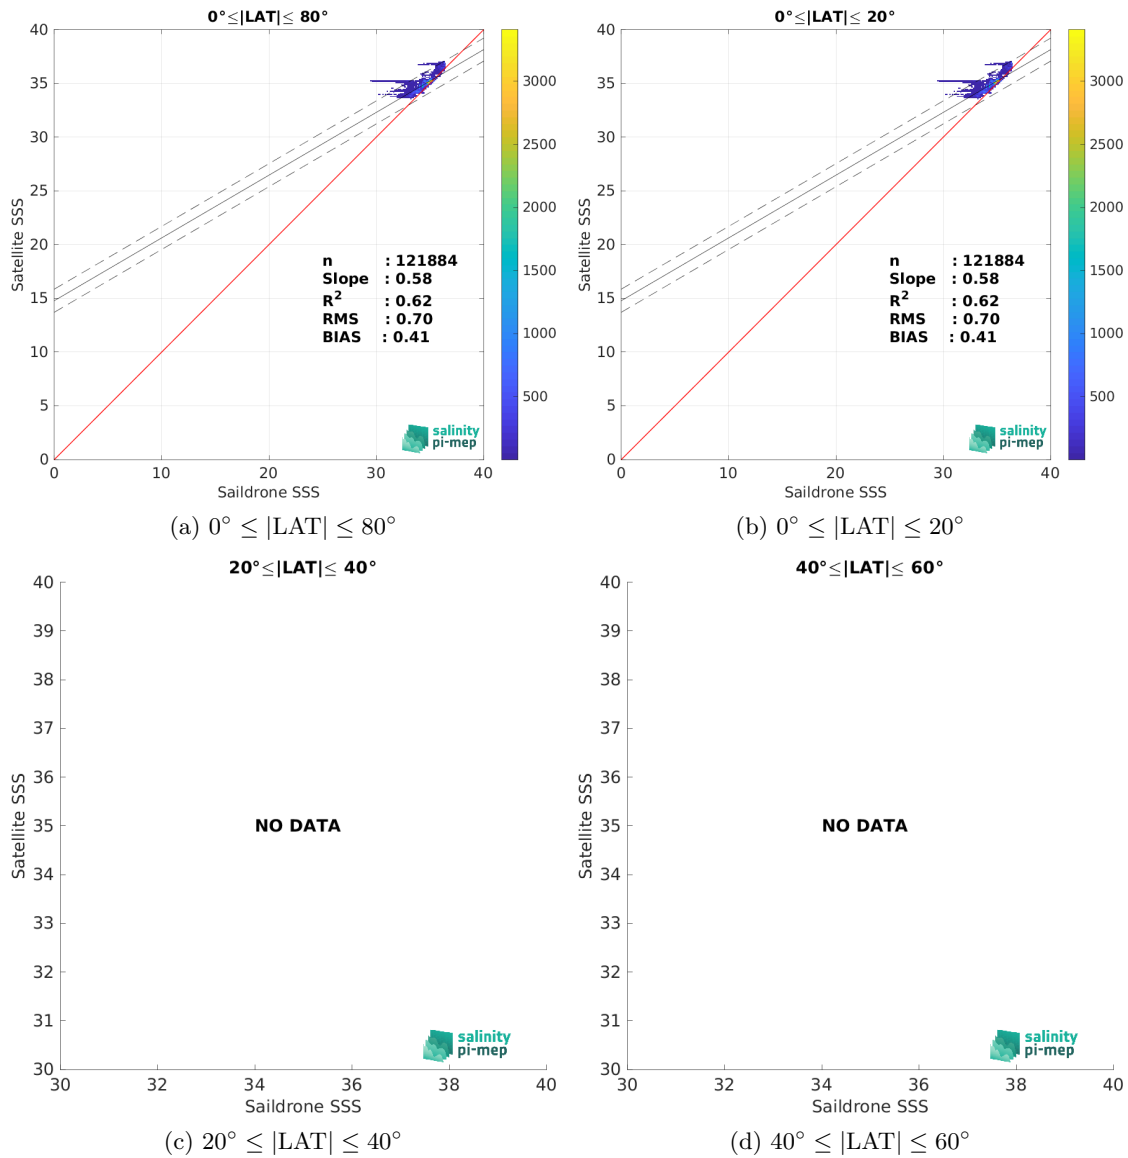 0°≤|LAT|≤ 80°
40
35
30
25
20
15
10
5
0
Satellite SSS
n : 121884
Slope : 0.58
R² : 0.62
RMS : 0.70
BIAS : 0.41
salinity
pi-mep
0 10 20 30 40
Saildrone SSS
3000
2500
2000
1500
1000
500
(a) 0° ≤ |LAT| ≤ 80°
0°≤|LAT|≤ 20°
40
35
30
25
20
15
10
5
0
Satellite SSS
n : 121884
Slope : 0.58
R² : 0.62
RMS : 0.70
BIAS : 0.41
salinity
pi-mep
0 10 20 30 40
Saildrone SSS
3000
2500
2000
1500
1000
500
(b) 0° ≤ |LAT| ≤ 20°
20°≤|LAT|≤ 40°
40
39
38
37
36
35
34
33
32
31
30
Satellite SSS
NO DATA
salinity
pi-mep
30 32 34 36 38 40
Saildrone SSS
(c) 20° ≤ |LAT| ≤ 40°
40°≤|LAT|≤ 60°
40
39
38
37
36
35
34
33
32
31
30
Satellite SSS
NO DATA
salinity
pi-mep
30 32 34 36 38 40
Saildrone SSS
(d) 40° ≤ |LAT| ≤ 60°